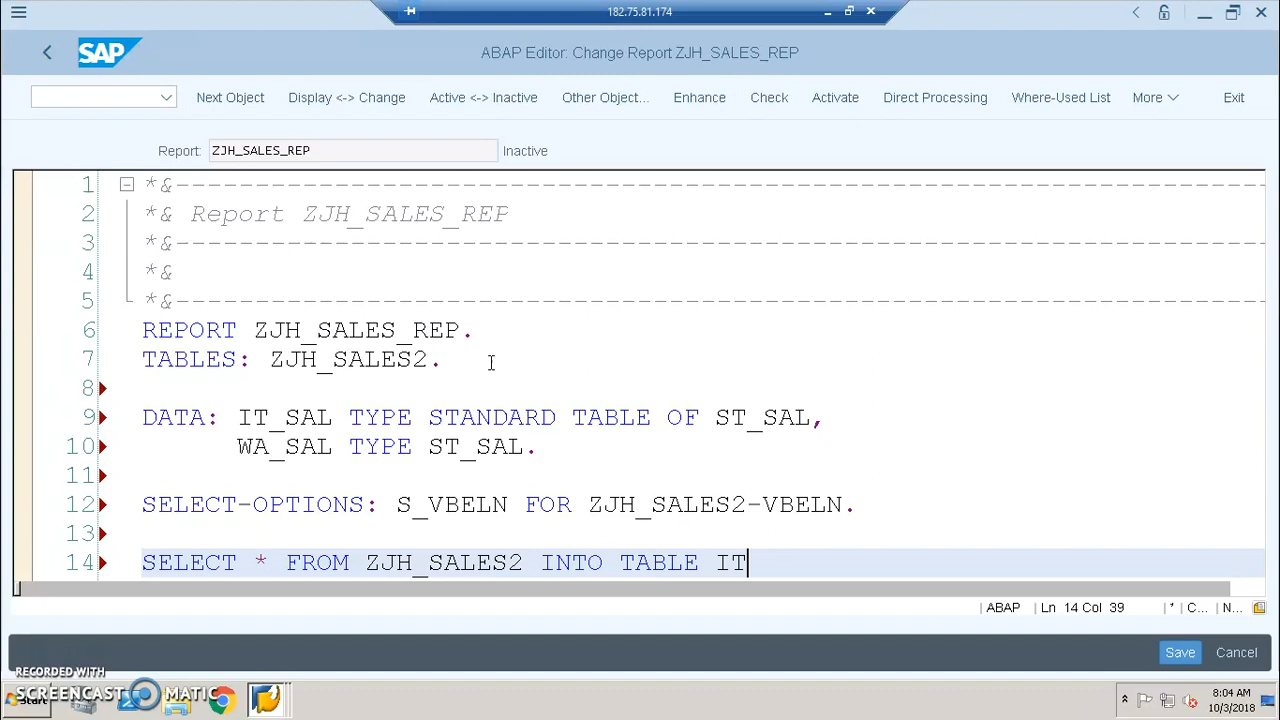 182.75.81.174
SAP
ABAP Editor: Change Report ZJH_SALES_REP
Next Object Display <-> Change Active <-> Inactive Other Object... Enhance Check Activate Direct Processing Where-Used List More Exit
Report: ZJH_SALES_REP Inactive
1 *&---------------------------------------------------------------------
2 *& Report ZJH_SALES_REP
3 *&---------------------------------------------------------------------
4 *&
5 *&---------------------------------------------------------------------
6 REPORT ZJH_SALES_REP.
7 TABLES: ZJH_SALES2.
8
9 DATA: IT_SAL TYPE STANDARD TABLE OF ST_SAL,
10 WA_SAL TYPE ST_SAL.
11
12 SELECT-OPTIONS: S_VBELN FOR ZJH_SALES2-VBELN.
13
14 SELECT * FROM ZJH_SALES2 INTO TABLE IT
ABAP Ln 14 Col 39 * C... N...
Save Cancel
RECORDED WITH
SCREENCAST MATIC
Start
8:04 AM
10/3/2018